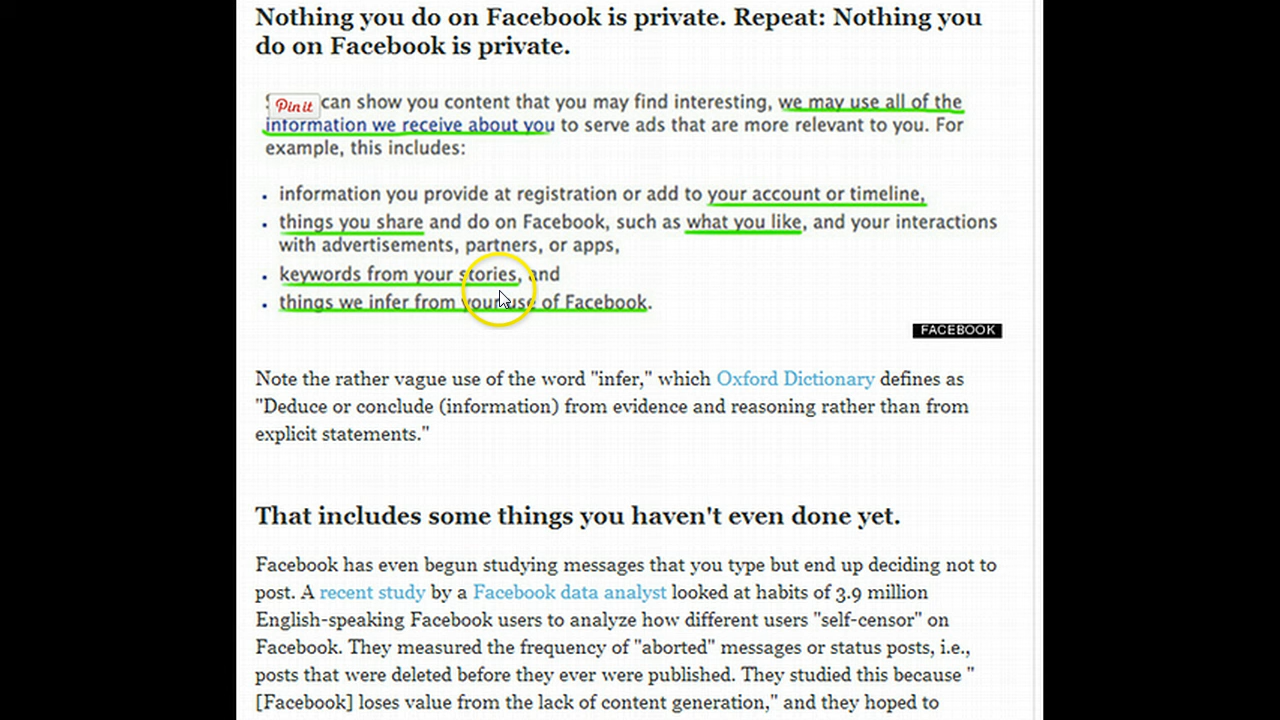 Nothing you do on Facebook is private. Repeat: Nothing you
do on Facebook is private.
Pin it can show you content that you may find interesting, we may use all of the
information we receive about you to serve ads that are more relevant to you. For
example, this includes:
• information you provide at registration or add to your account or timeline,
• things you share and do on Facebook, such as what you like, and your interactions
with advertisements, partners, or apps,
• keywords from your stories, and
• things we infer from your use of Facebook.
FACEBOOK
Note the rather vague use of the word "infer," which Oxford Dictionary defines as
"Deduce or conclude (information) from evidence and reasoning rather than from
explicit statements."
That includes some things you haven't even done yet.
Facebook has even begun studying messages that you type but end up deciding not to
post. A recent study by a Facebook data analyst looked at habits of 3.9 million
English-speaking Facebook users to analyze how different users "self-censor" on
Facebook. They measured the frequency of "aborted" messages or status posts, i.e.,
posts that were deleted before they ever were published. They studied this because "
[Facebook] loses value from the lack of content generation," and they hoped to